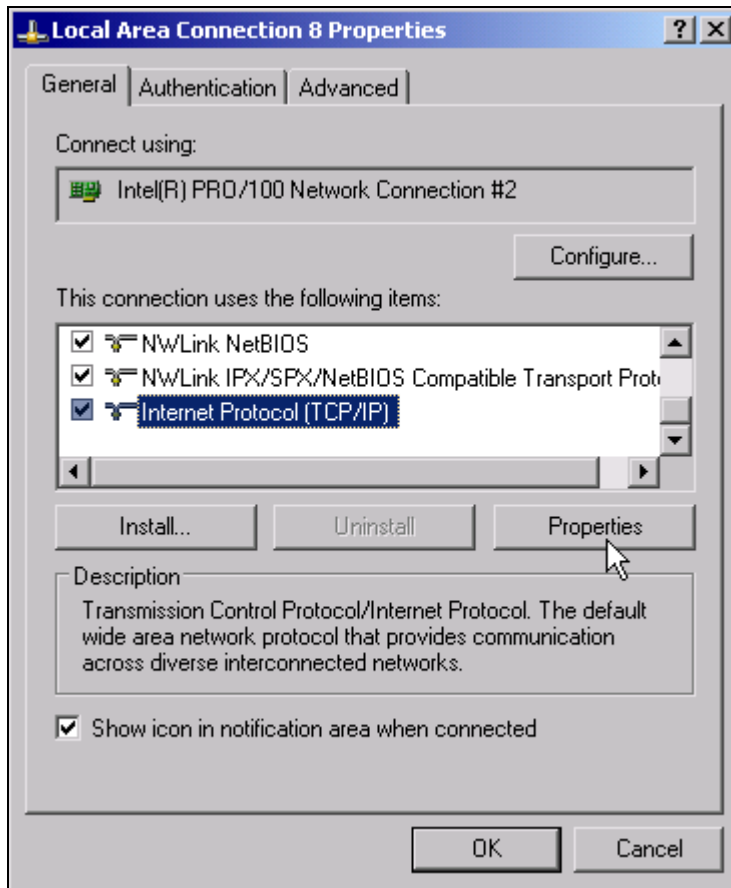 Local Area Connection 8 Properties
General Authentication Advanced
Connect using:
Intel(R) PRO/100 Network Connection #2
Configure...
This connection uses the following items:
NWLink NetBIOS
NWLink IPX/SPX/NetBIOS Compatible Transport Proto
Internet Protocol (TCP/IP)
Install... Uninstall Properties
Description
Transmission Control Protocol/Internet Protocol. The default
wide area network protocol that provides communication
across diverse interconnected networks.
Show icon in notification area when connected
OK Cancel